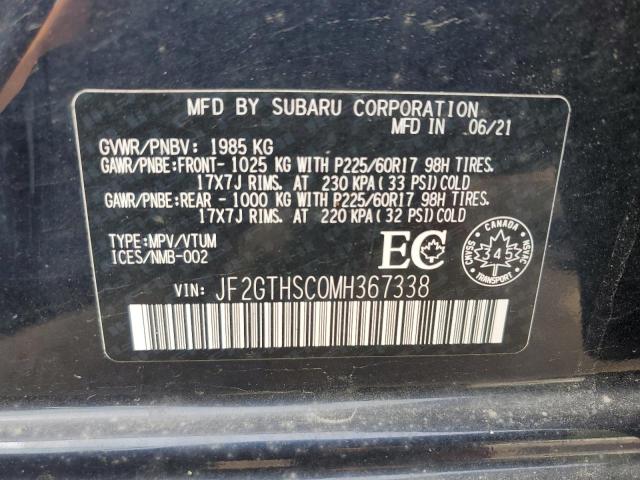 MFD BY SUBARU CORPORATION
MFD IN 06/21
GVWR/PNBV: 1985 KG
GAWR/PNBE:FRONT- 1025 KG WITH P225/60R17 98H TIRES.
17X7J RIMS. AT 230 KPA(33 PSI)COLD
GAWR/PNBE:REAR - 1000 KG WITH P225/60R17 98H TIRES.
17X7J RIMS. AT 220 KPA(32 PSI)COLD
TYPE:MPV/VTUM
ICES/NMB-002
EC
CANADA
CMVSS
345
NSVAC
TRANSPORT
VIN: JF2GTHSC0MH367338